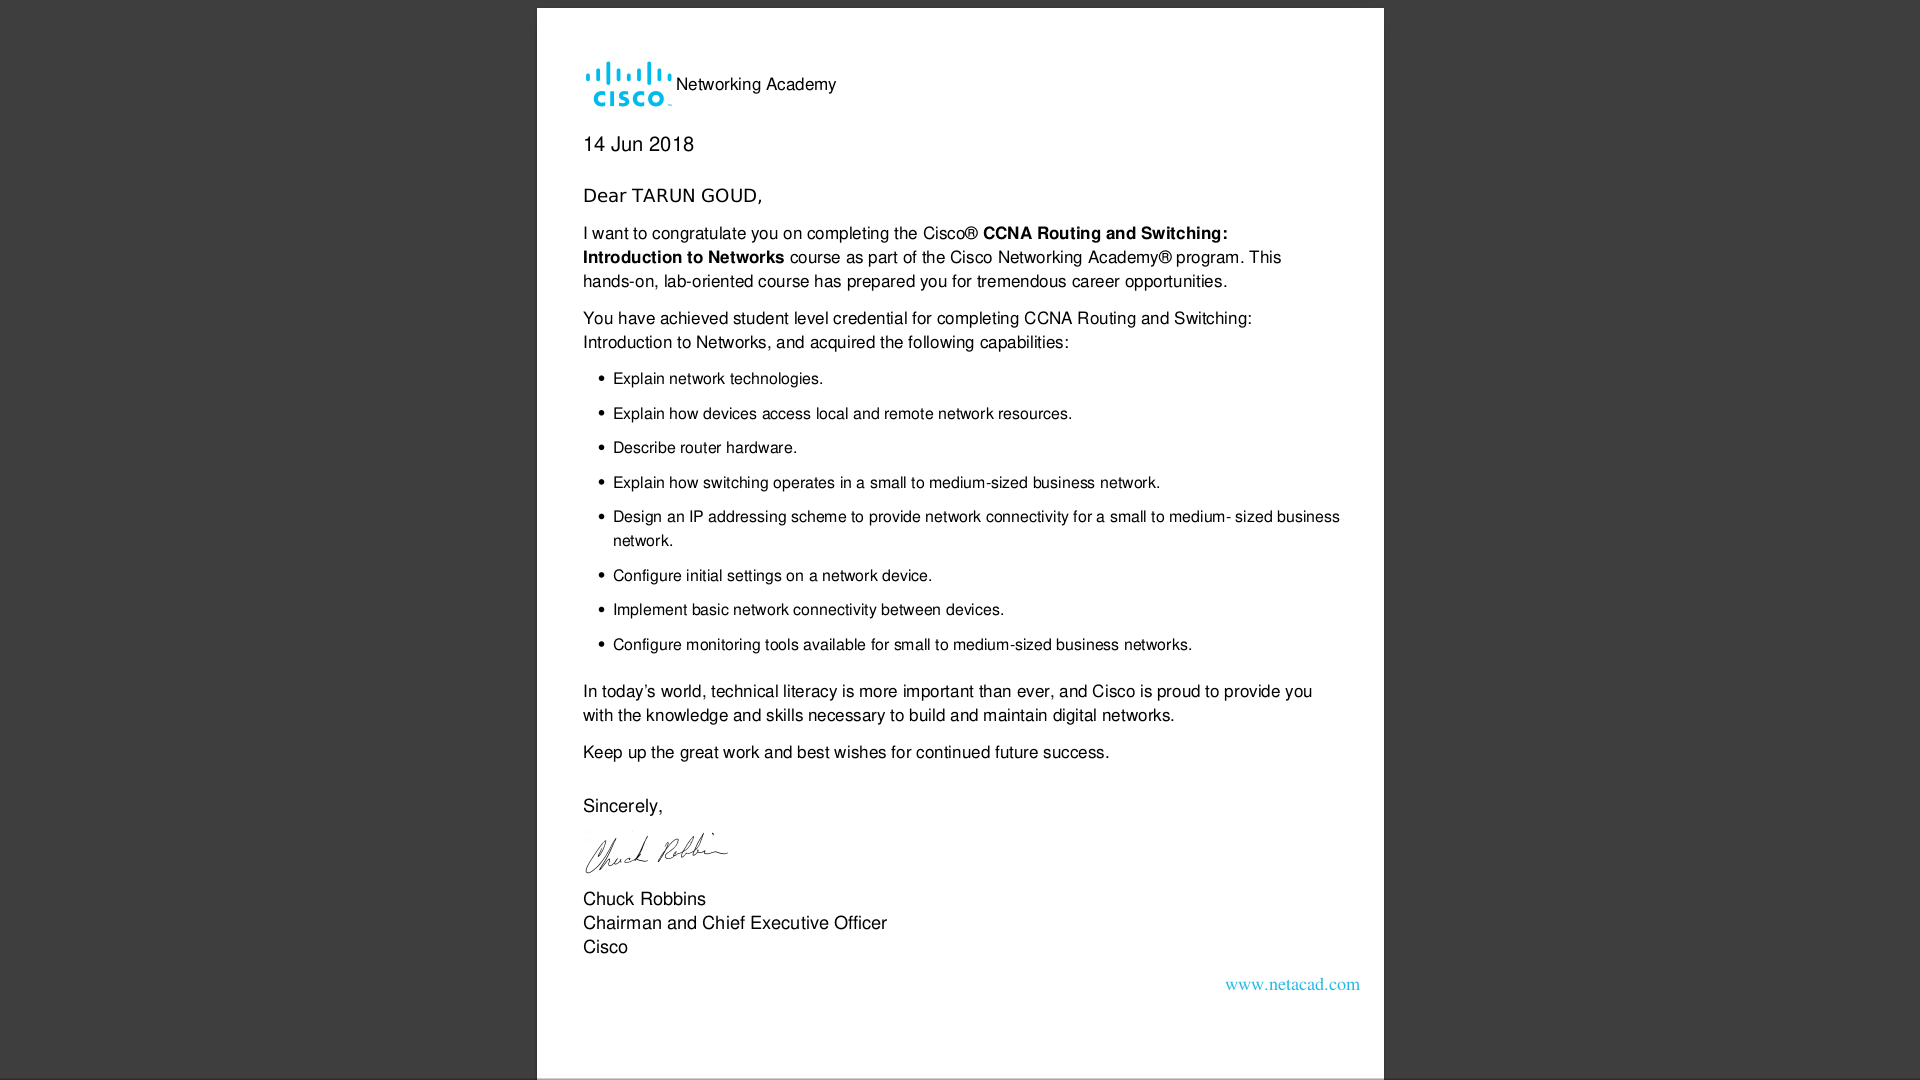 CISCO Networking Academy
14 Jun 2018
Dear TARUN GOUD,
I want to congratulate you on completing the Cisco® CCNA Routing and Switching:
Introduction to Networks course as part of the Cisco Networking Academy® program. This
hands-on, lab-oriented course has prepared you for tremendous career opportunities.
You have achieved student level credential for completing CCNA Routing and Switching:
Introduction to Networks, and acquired the following capabilities:
• Explain network technologies.
• Explain how devices access local and remote network resources.
• Describe router hardware.
• Explain how switching operates in a small to medium-sized business network.
• Design an IP addressing scheme to provide network connectivity for a small to medium- sized business
network.
• Configure initial settings on a network device.
• Implement basic network connectivity between devices.
• Configure monitoring tools available for small to medium-sized business networks.
In today’s world, technical literacy is more important than ever, and Cisco is proud to provide you
with the knowledge and skills necessary to build and maintain digital networks.
Keep up the great work and best wishes for continued future success.
Sincerely,
Chuck Robbins
Chuck Robbins
Chairman and Chief Executive Officer
Cisco
www.netacad.com